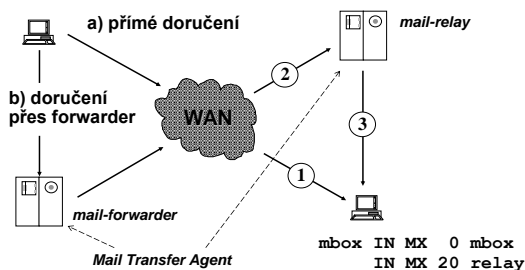 a) přímé doručení
mail-relay
b) doručení
přes forwarder
WAN
2
3
1
mail-forwarder
Mail Transfer Agent
mbox IN MX 0 mbox
IN MX 20 relay